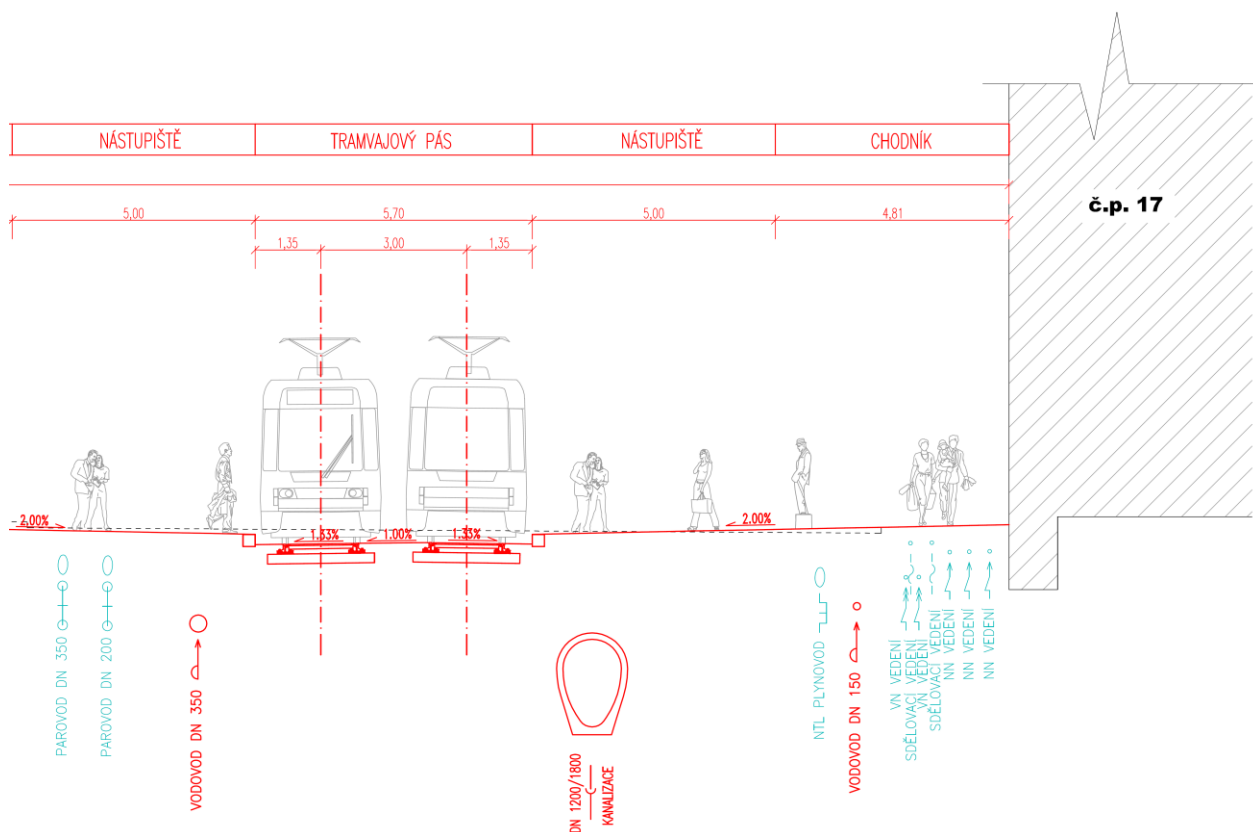 NÁSTUPIŠTĚ
TRAMVAJOVÝ PÁS
NÁSTUPIŠTĚ
CHODNÍK
5,00
5,70
5,00
4,81
č.p. 17
1,35
3,00
1,35
2.00%
1.33%
1.00%
1.33%
2.00%
PAROVOD DN 350
PAROVOD DN 200
VODOVOD DN 350
DN 1200/1800
KANALIZACE
NTL PLYNOVOD
VODOVOD DN 150
VN VEDENÍ
SDĚLOVACÍ VEDENÍ
VN VEDENÍ
SDĚLOVACÍ VEDENÍ
NN VEDENÍ
NN VEDENÍ
NN VEDENÍ